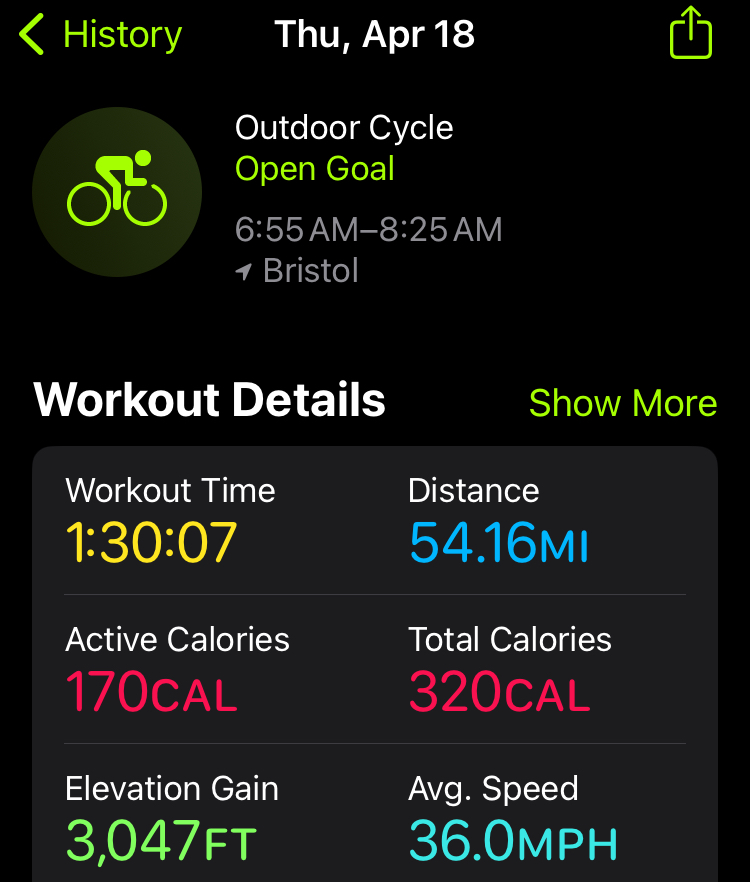 History
Thu, Apr 18
Outdoor Cycle
Open Goal
6:55 AM–8:25 AM
Bristol
Workout Details
Show More
Workout Time
Distance
1:30:07
54.16MI
Active Calories
Total Calories
170CAL
320CAL
Elevation Gain
Avg. Speed
3,047FT
36.0MPH